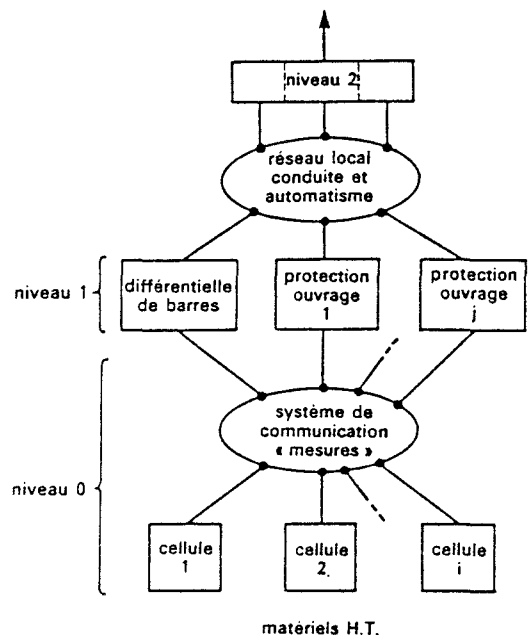 niveau 2
réseau local
conduite et
automatisme
niveau 1
différentielle
de barres
protection
ouvrage
1
protection
ouvrage
j
système de
communication
« mesures »
niveau 0
cellule
1
cellule
2.
cellule
i
matériels H.T.